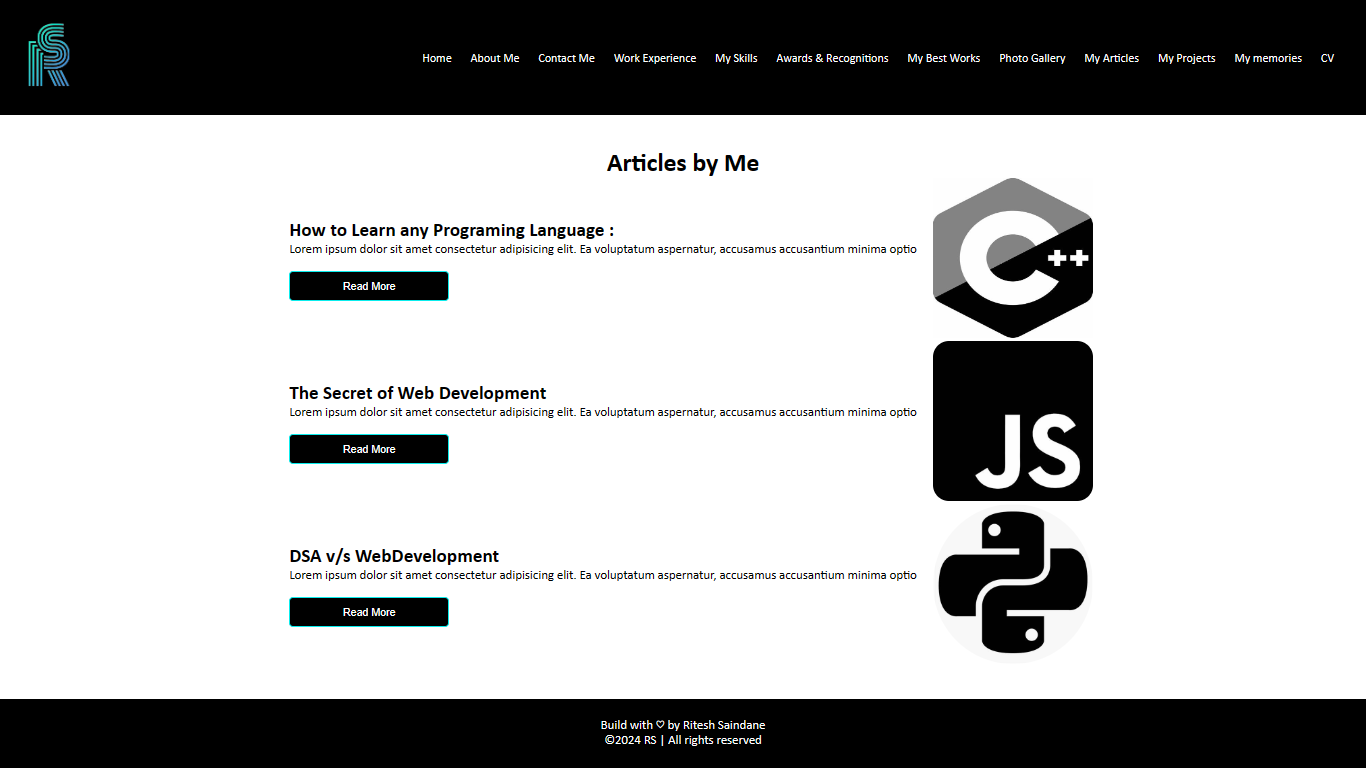 RS
Home About Me Contact Me Work Experience My Skills Awards & Recognitions My Best Works Photo Gallery My Articles My Projects My memories CV
Articles by Me
How to Learn any Programing Language :
Lorem ipsum dolor sit amet consectetur adipisicing elit. Ea voluptatum aspernatur, accusamus accusantium minima optio
Read More
C++
The Secret of Web Development
Lorem ipsum dolor sit amet consectetur adipisicing elit. Ea voluptatum aspernatur, accusamus accusantium minima optio
Read More
JS
DSA v/s WebDevelopment
Lorem ipsum dolor sit amet consectetur adipisicing elit. Ea voluptatum aspernatur, accusamus accusantium minima optio
Read More
Build with ♡ by Ritesh Saindane
©2024 RS | All rights reserved